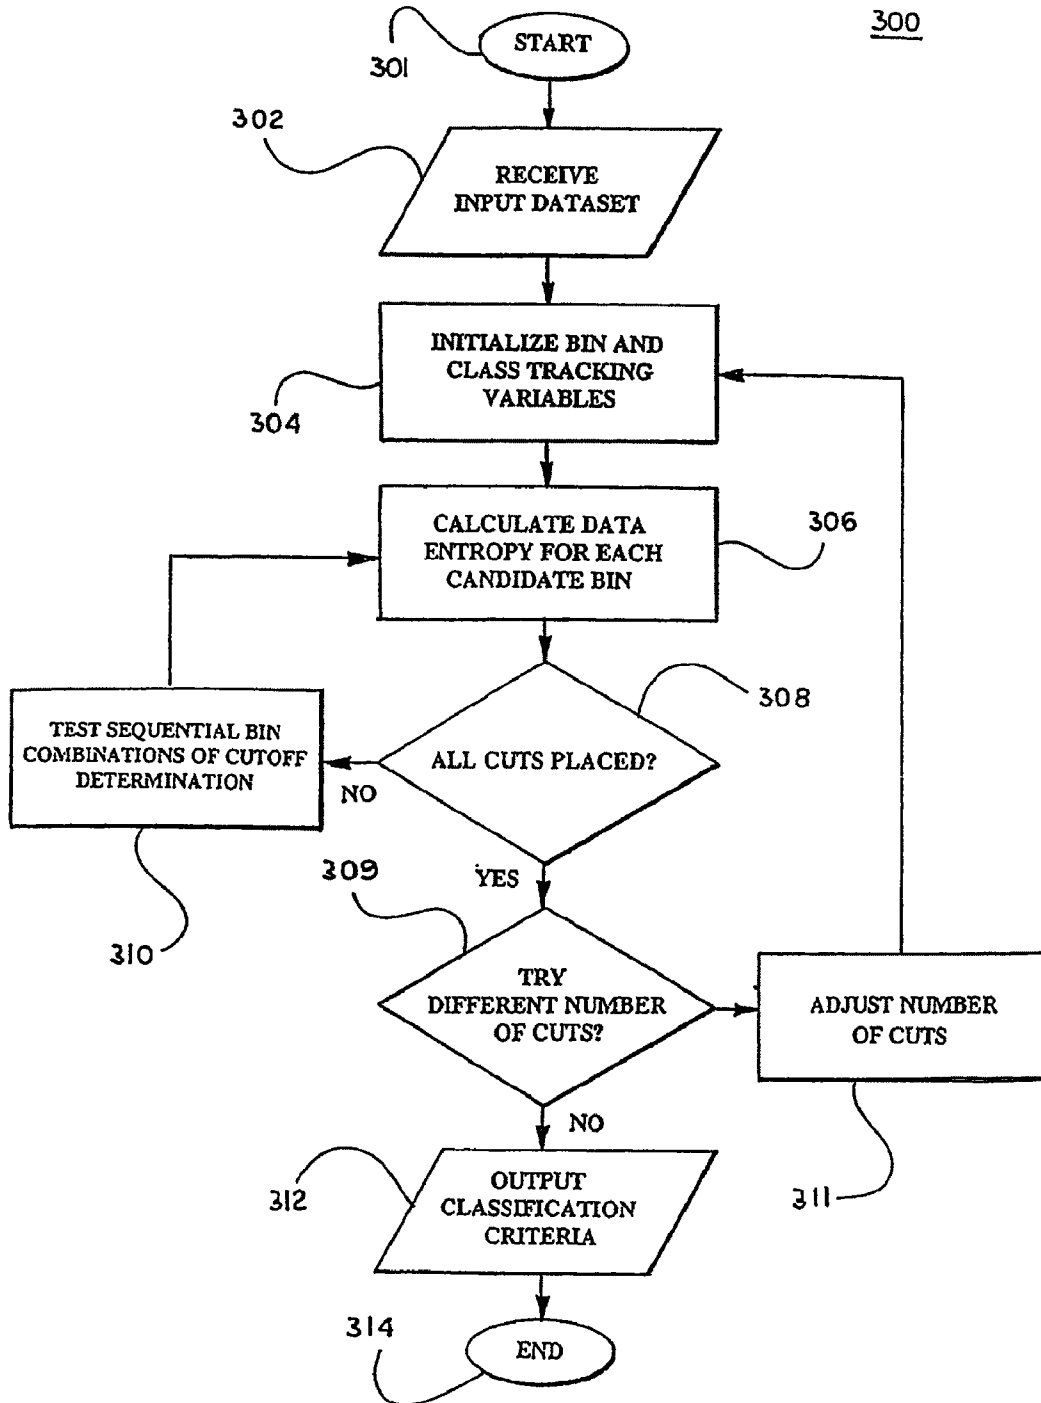 300
START
301
302
RECEIVE
INPUT DATASET
INITIALIZE BIN AND
CLASS TRACKING
VARIABLES
304
CALCULATE DATA
ENTROPY FOR EACH
CANDIDATE BIN
306
308
TEST SEQUENTIAL BIN
COMBINATIONS OF CUTOFF
DETERMINATION
ALL CUTS PLACED?
NO
310
309
YES
TRY
DIFFERENT NUMBER
OF CUTS?
ADJUST NUMBER
OF CUTS
311
NO
312
OUTPUT
CLASSIFICATION
CRITERIA
314
END